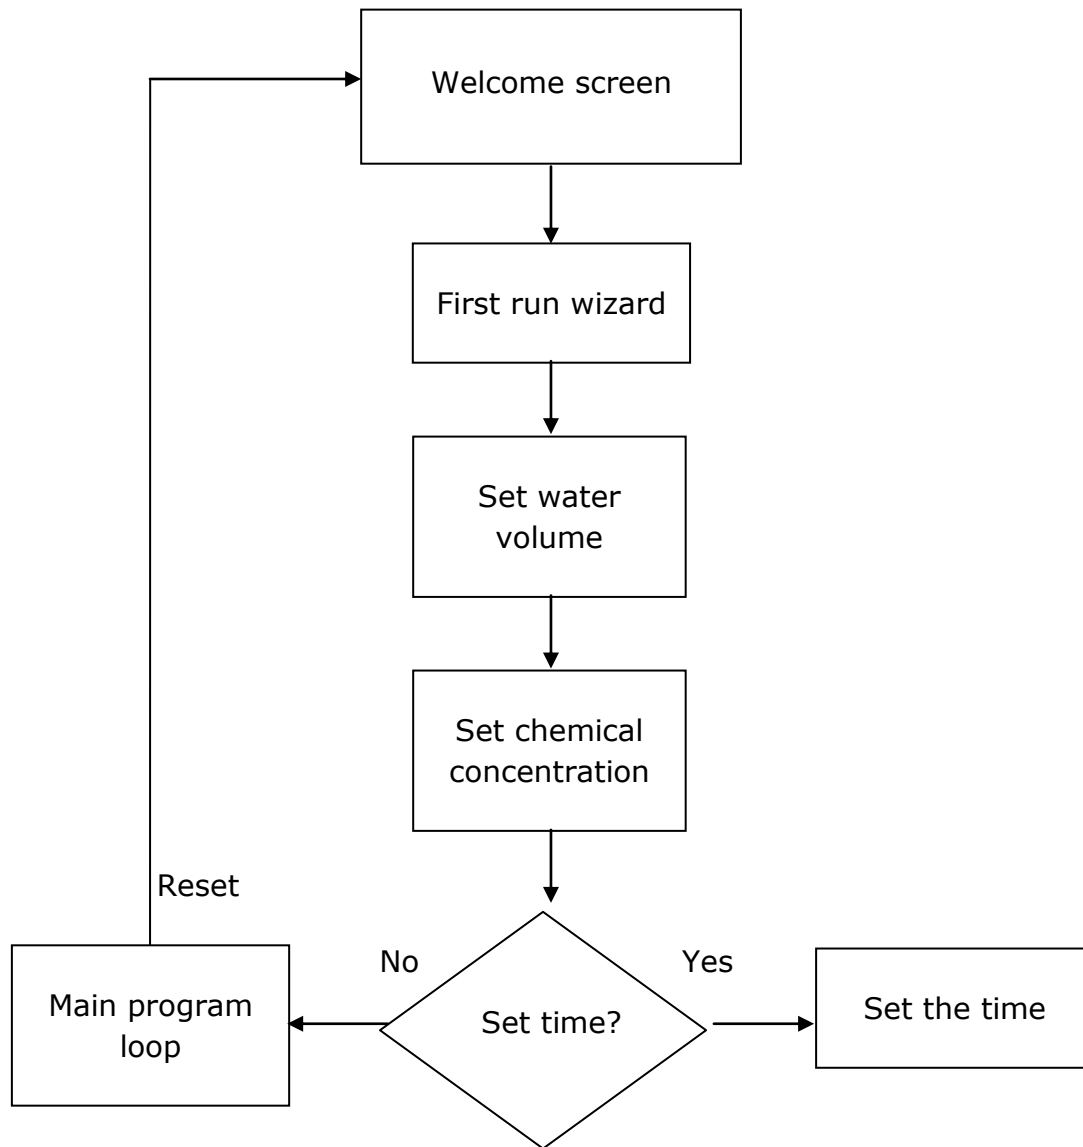 Welcome screen
First run wizard
Set water
volume
Set chemical
concentration
Reset
No
Yes
Main program
loop
Set time?
Set the time